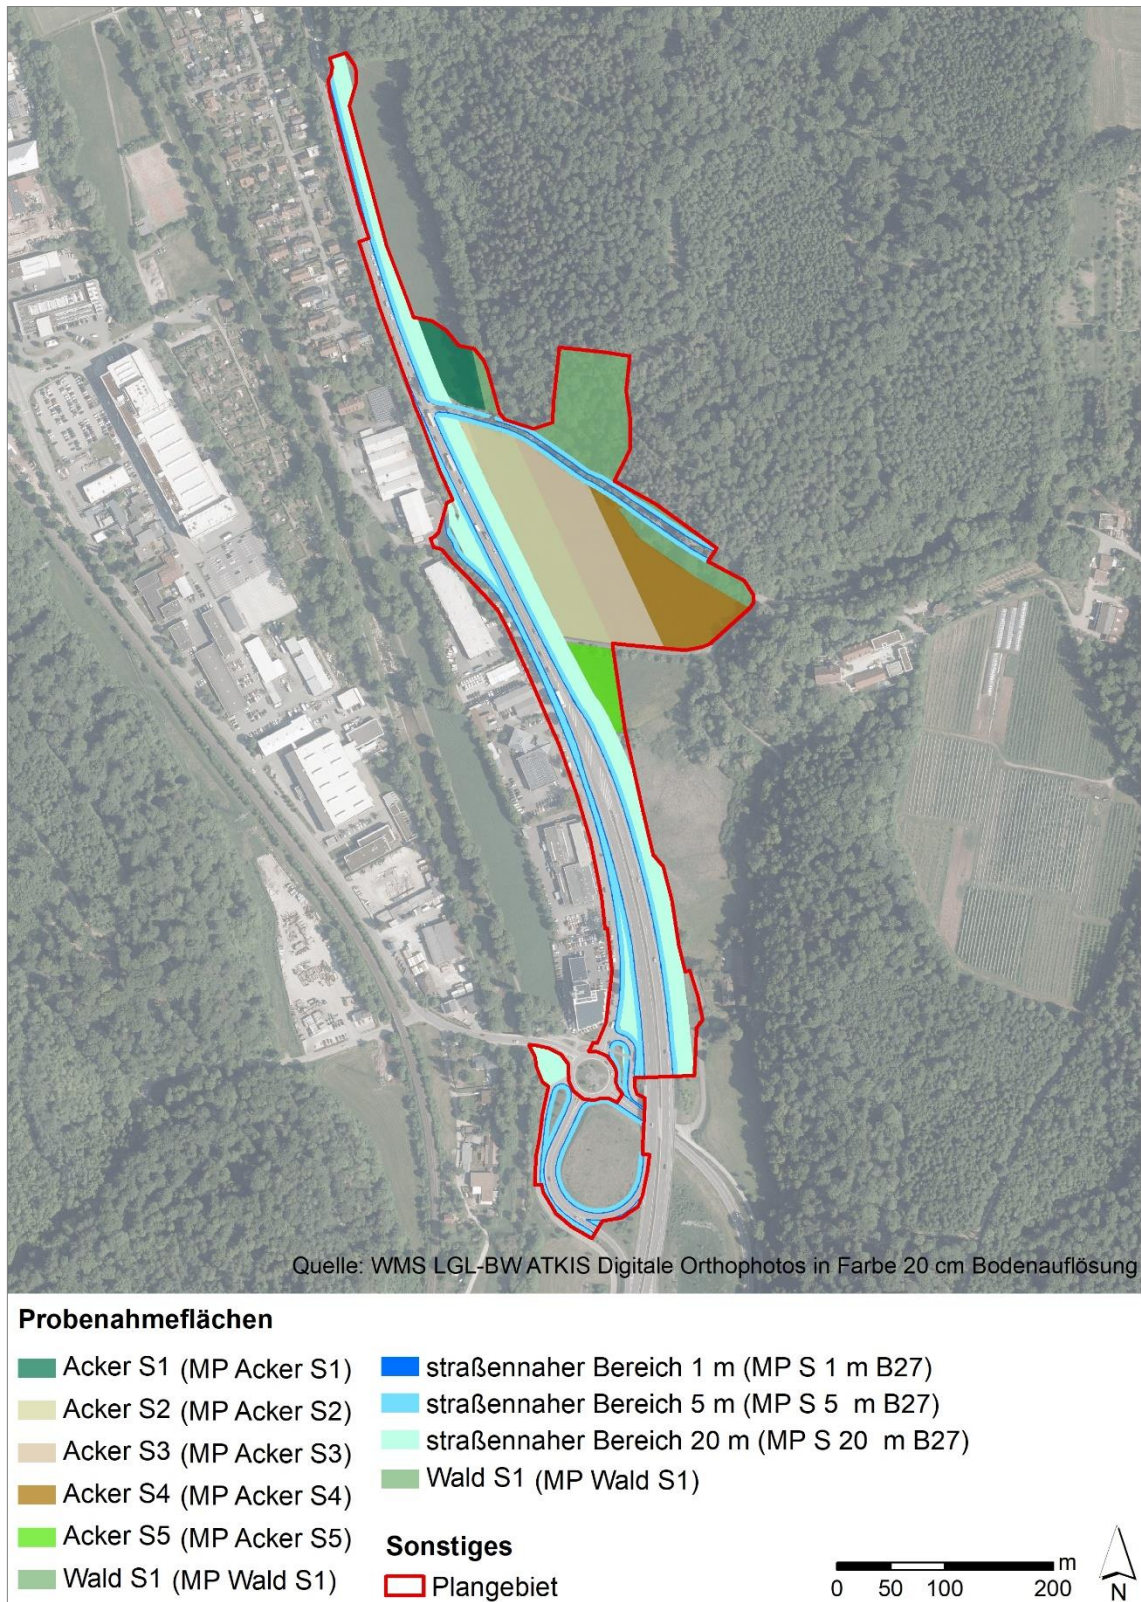 Quelle: WMS LGL-BW ATKIS Digitale Orthophotos in Farbe 20 cm Bodenauflösung
Probenahmeflächen
Acker S1 (MP Acker S1)
Acker S2 (MP Acker S2)
Acker S3 (MP Acker S3)
Acker S4 (MP Acker S4)
Acker S5 (MP Acker S5)
Wald S1 (MP Wald S1)
straßennaher Bereich 1 m (MP S 1 m B27)
straßennaher Bereich 5 m (MP S 5 m B27)
straßennaher Bereich 20 m (MP S 20 m B27)
Wald S1 (MP Wald S1)
Sonstiges
Plangebiet
m
0 50 100 200
N